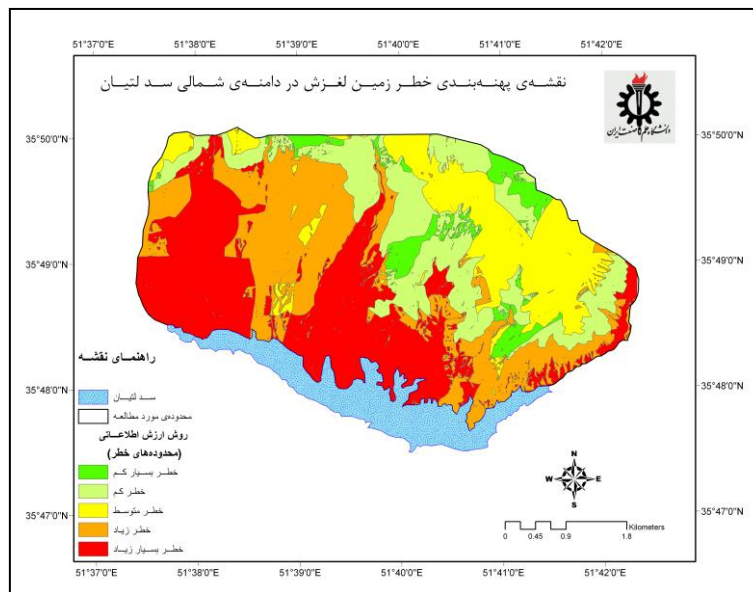 51°37'0"E 51°38'0"E 51°39'0"E 51°40'0"E 51°41'0"E 51°42'0"E
نقشه‌ی پهنه‌بندی خطر زمین لغزش در دامنه‌ی شمالی سد لتیان
دانشگاه علم و صنعت ایران
35°50'0"N 35°50'0"N
35°49'0"N 35°49'0"N
35°48'0"N 35°48'0"N
35°47'0"N 35°47'0"N
راهنمای نقشه
سد لتیان
محدوده‌ی مورد مطالعه
روش ارزش اطلاعاتی
(محدوده‌های خطر)
خطر بسیار کم
خطر کم
خطر متوسط
خطر زیاد
خطر بسیار زیاد
N
W E
S
Kilometers
0 0.45 0.9 1.8
51°37'0"E 51°38'0"E 51°39'0"E 51°40'0"E 51°41'0"E 51°42'0"E